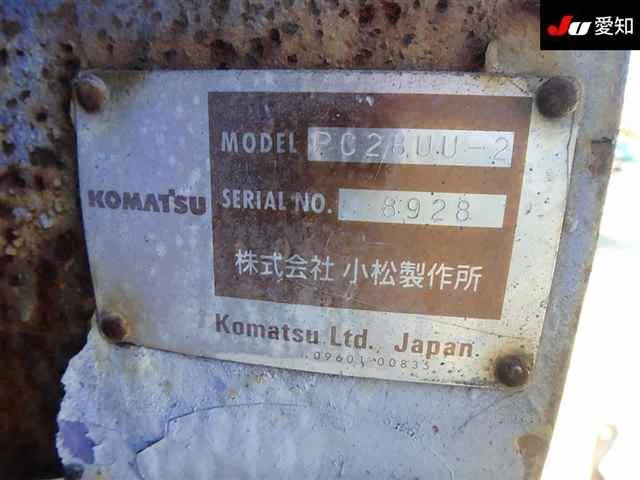 JU 愛知
MODEL PC28UU-2
KOMATSU
SERIAL NO. 8928
株式会社 小松製作所
Komatsu Ltd. Japan.
09601 00835